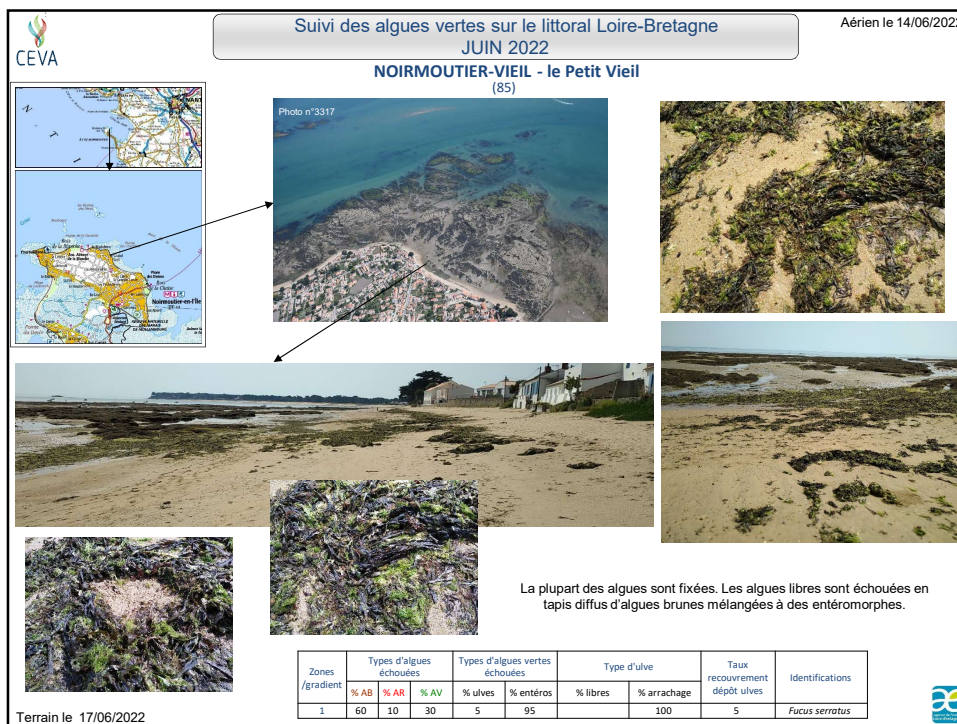 CEVA
Suivi des algues vertes sur le littoral Loire-Bretagne
JUIN 2022
Aérien le 14/06/2022
NOIRMOUTIER-VIEIL - le Petit Vieil
(85)
Photo n°3317
Noirmoutier-en-l'Île
La plupart des algues sont fixées. Les algues libres sont échouées en
tapis diffus d'algues brunes mélangées à des entéromorphes.
Zones /gradient | Types d'algues échouées | Types d'algues vertes échouées | Type d'ulve | Taux recouvrement dépôt ulves | Identifications
% AB | % AR | % AV | % ulves | % entéros | % libres | % arrachage
1 | 60 | 10 | 30 | 5 | 95 | | 100 | 5 | Fucus serratus
Terrain le 17/06/2022